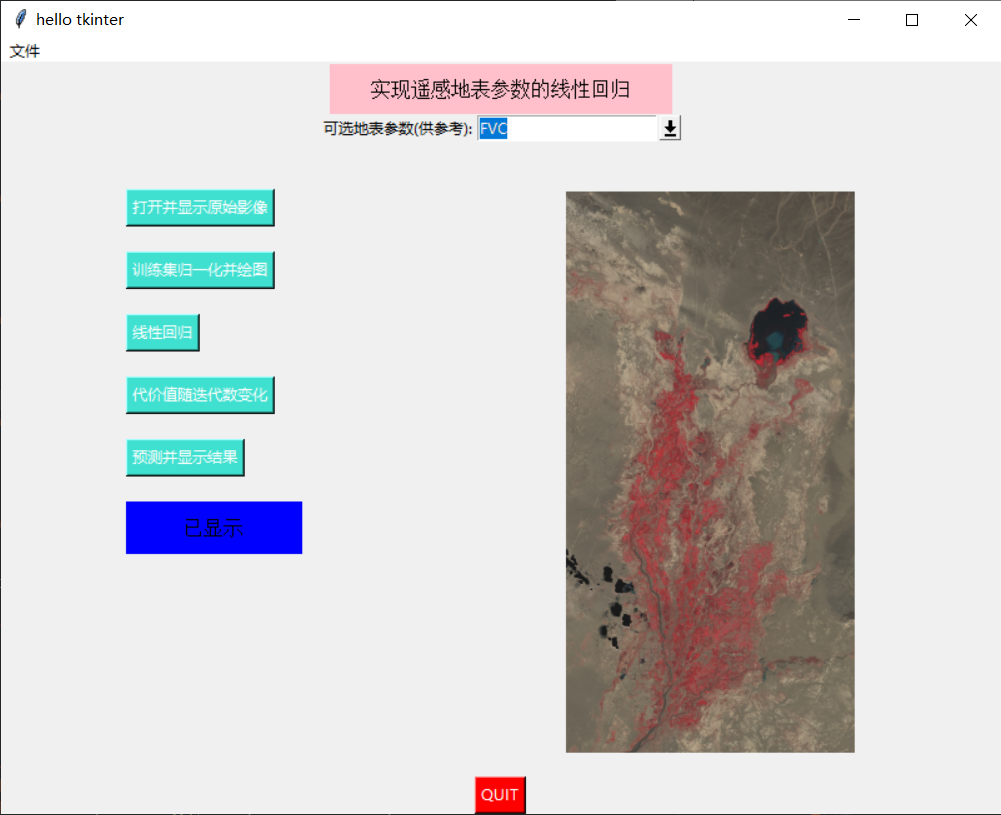 hello tkinter
文件
实现遥感地表参数的线性回归
可选地表参数(供参考): FVC
打开并显示原始影像
训练集归一化并绘图
线性回归
代价值随迭代数变化
预测并显示结果
已显示
QUIT